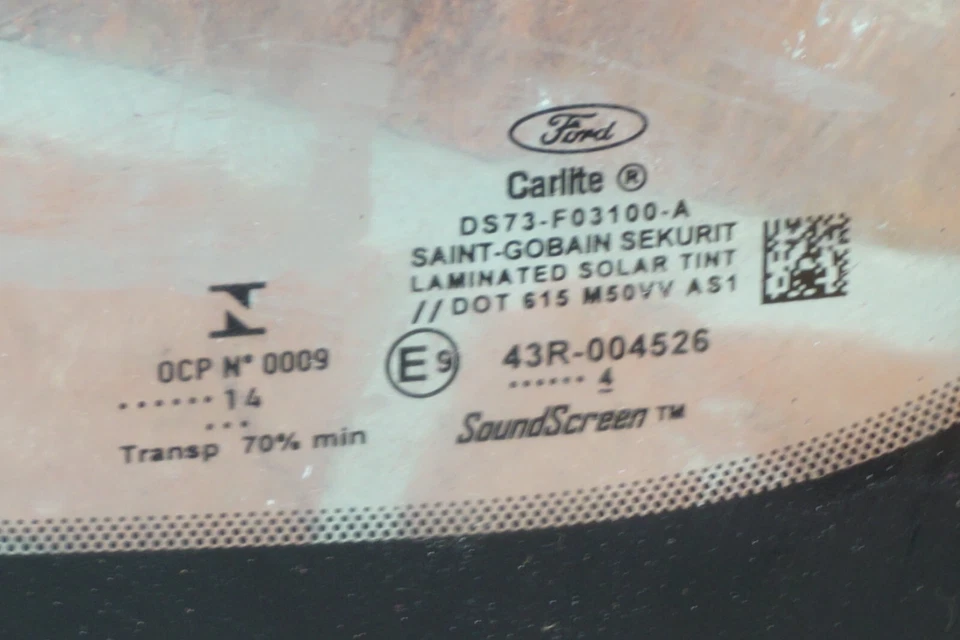 Ford
Carlite ®
DS73-F03100-A
SAINT-GOBAIN SEKURIT
LAMINATED SOLAR TINT
// DOT 615 M50VV AS1
E9 43R-004526
....... 4
SoundScreen ™
OCP N° 0009
....... 14
...
Transp 70% min